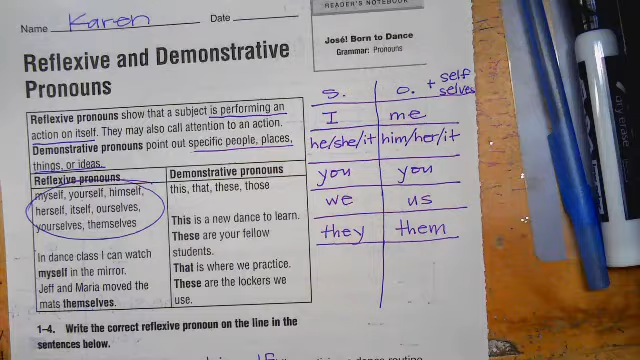 READER'S NOTEBOOK
Name Karen Date
Reflexive and Demonstrative
Pronouns
José! Born to Dance
Grammar: Pronouns
Reflexive pronouns show that a subject is performing an
action on itself. They may also call attention to an action.
Demonstrative pronouns point out specific people, places,
things, or ideas.
Reflexive pronouns
myself, yourself, himself,
herself, itself, ourselves,
yourselves, themselves
In dance class I can watch
myself in the mirror.
Jeff and Maria moved the
mats themselves.
Demonstrative pronouns
this, that, these, those
This is a new dance to learn.
These are your fellow
students.
That is where we practice.
These are the lockers we
use.
s. o. + self
selves
I me
he/she/it him/her/it
you you
we us
they them
1-4. Write the correct reflexive pronoun on the line in the
sentences below.
dry erase